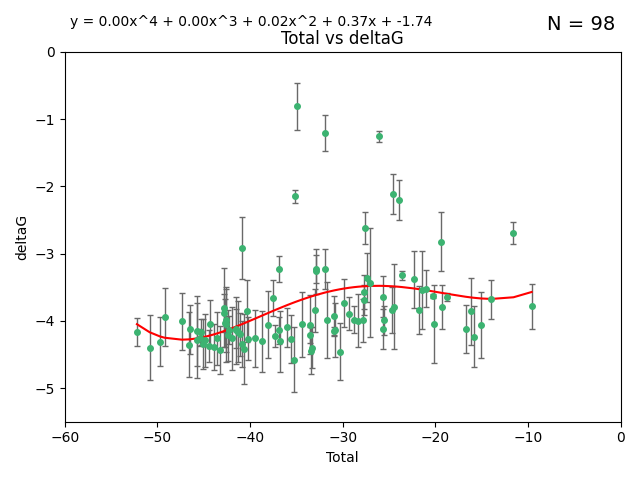 y = 0.00x^4 + 0.00x^3 + 0.02x^2 + 0.37x + -1.74
N = 98
Total vs deltaG
deltaG
0
−1
−2
−3
−4
−5
−60
−50
−40
−30
−20
−10
0
Total